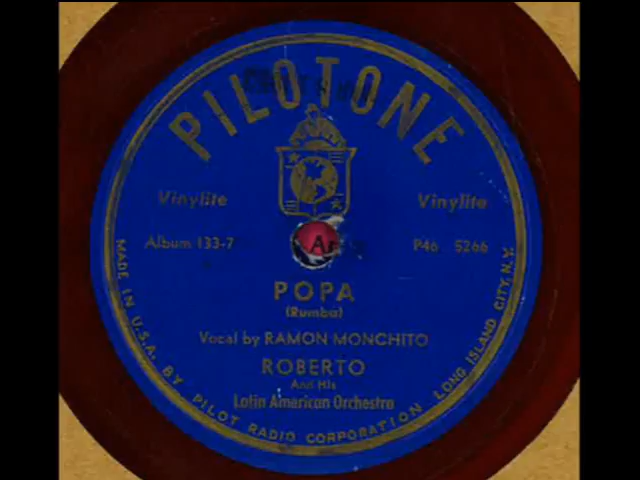 PILOTONE
Vinylite
Vinylite
Album 133-7
P46 5266
POPA
(Rumba)
Vocal by RAMON MONCHITO
ROBERTO
And His
Latin American Orchestra
MADE IN U.S.A. BY PILOT RADIO CORPORATION LONG ISLAND CITY, N.Y.